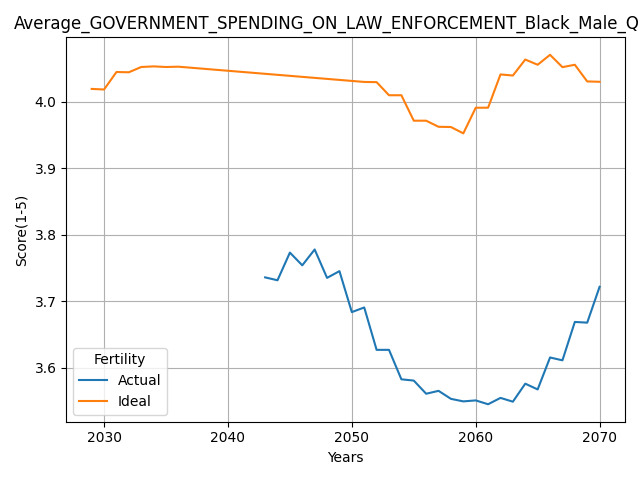 Average_GOVERNMENT_SPENDING_ON_LAW_ENFORCEMENT_Black_Male_Q
4.0
3.9
3.8
3.7
3.6
Score(1-5)
Fertility
Actual
Ideal
2030 2040 2050 2060 2070
Years